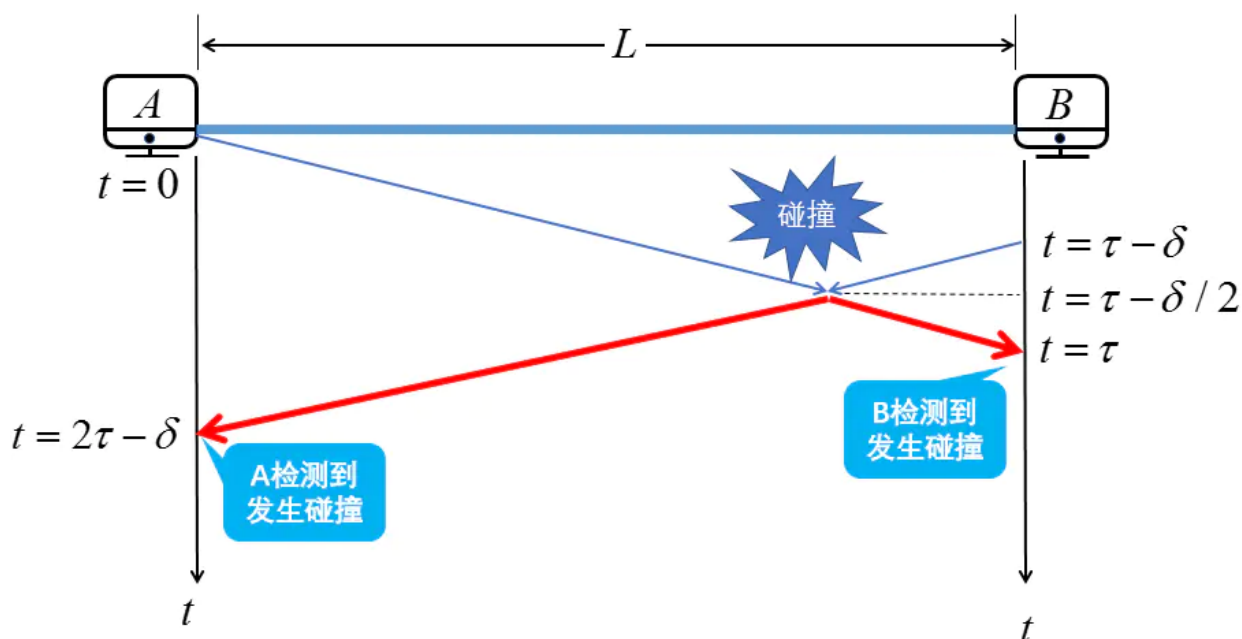 L
A
B
t = 0
碰撞
t = τ − δ
t = τ − δ / 2
t = τ
B检测到
发生碰撞
t = 2τ − δ
A检测到
发生碰撞
t
t